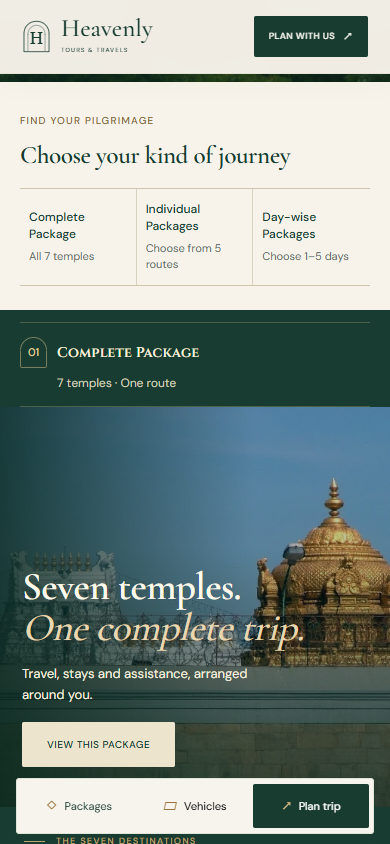 H
Heavenly
TOURS & TRAVELS
PLAN WITH US ↗
FIND YOUR PILGRIMAGE
Choose your kind of journey
Complete
Package
All 7 temples
Individual
Packages
Choose from 5
routes
Day-wise
Packages
Choose 1–5 days
01
Complete Package
7 temples · One route
Seven temples.
One complete trip.
Travel, stays and assistance, arranged
around you.
VIEW THIS PACKAGE
Packages
Vehicles
↗ Plan trip
THE SEVEN DESTINATIONS